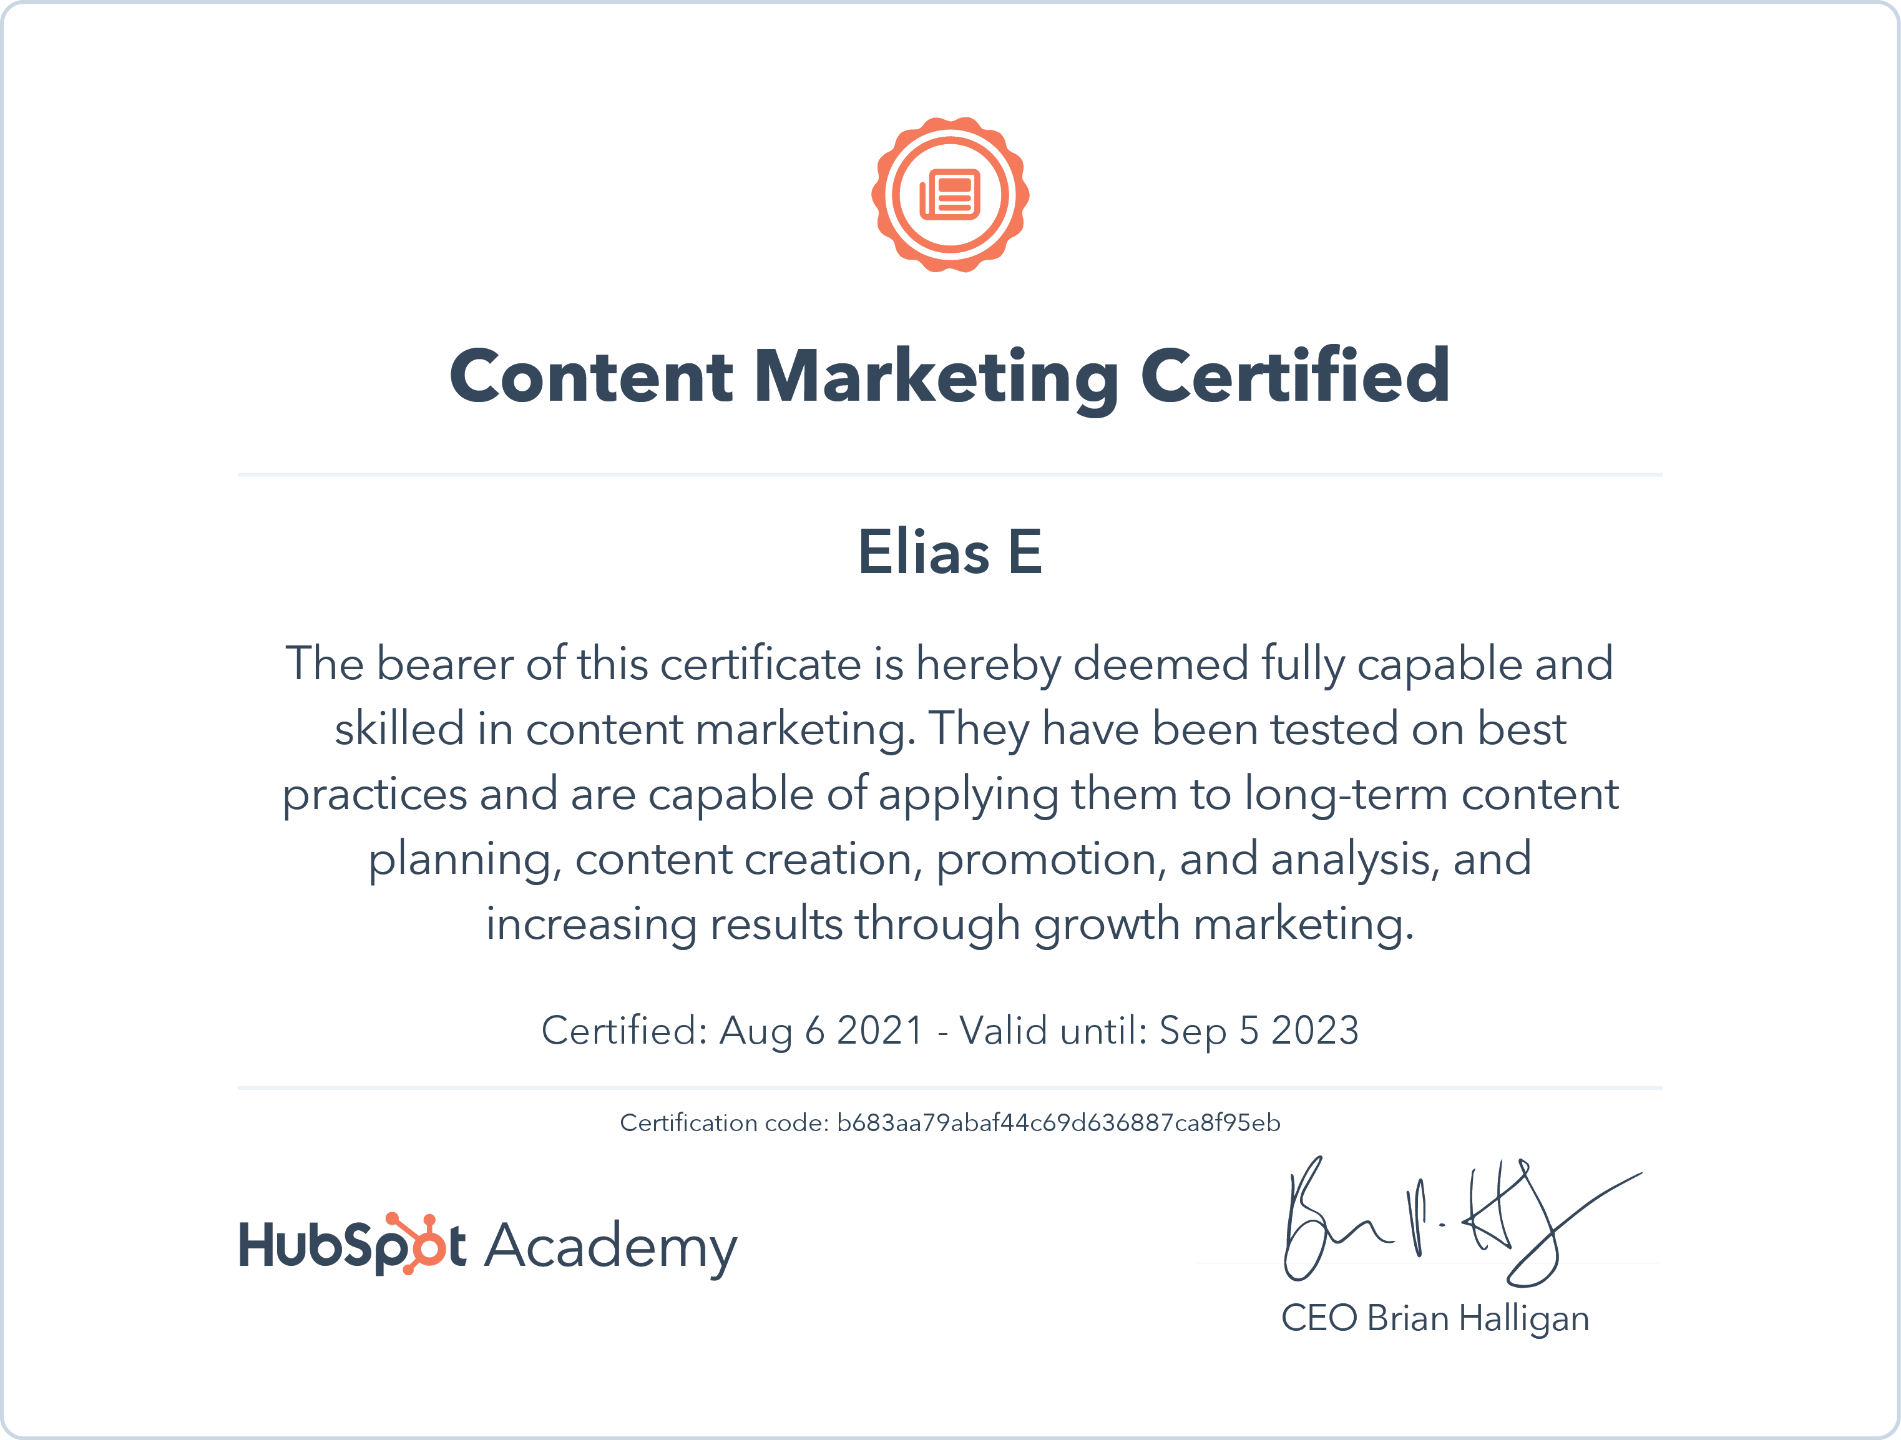 Content Marketing Certified
Elias E
The bearer of this certificate is hereby deemed fully capable and
skilled in content marketing. They have been tested on best
practices and are capable of applying them to long-term content
planning, content creation, promotion, and analysis, and
increasing results through growth marketing.
Certified: Aug 6 2021 - Valid until: Sep 5 2023
Certification code: b683aa79abaf44c69d636887ca8f95eb
HubSpot Academy
CEO Brian Halligan